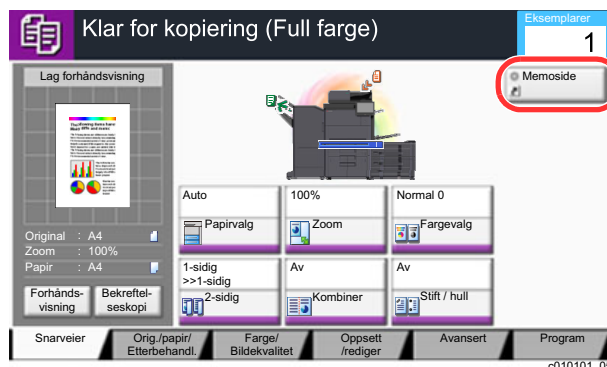 Klar for kopiering (Full farge)
Eksemplarer
1
Lag forhåndsvisning
Memoside
Original : A4
Zoom : 100%
Papir : A4
Forhånds-
visning
Bekreftel-
seskopi
Auto
Papirvalg
100%
Zoom
Normal 0
Fargevalg
1-sidig
>>1-sidig
2-sidig
Av
Kombiner
Av
Stift / hull
Snarveier
Orig./papir/
Etterbehandl.
Farge/
Bildekvalitet
Oppsett
/rediger
Avansert
Program